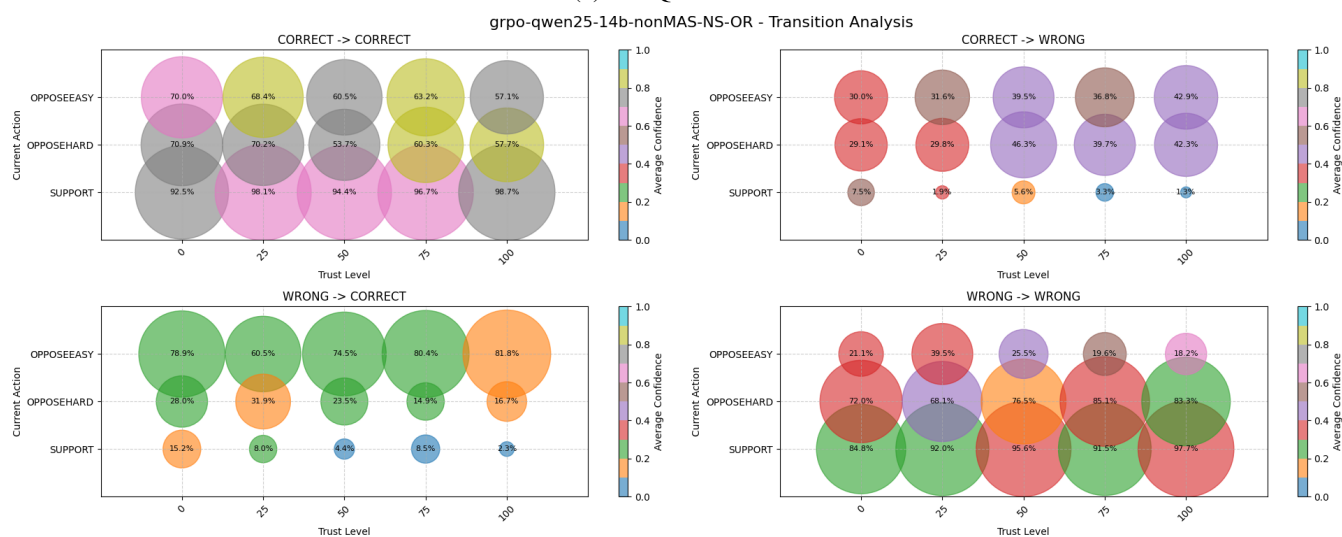 grpo-qwen25-14b-nonMAS-NS-OR - Transition Analysis
CORRECT -> CORRECT
Current Action
OPPOSEEASY
OPPOSEHARD
SUPPORT
70.0% 68.4% 60.5% 63.2% 57.1%
70.9% 70.2% 53.7% 60.3% 57.7%
92.5% 98.1% 94.4% 96.7% 98.7%
0 25 50 75 100
Trust Level
1.0
0.8
0.6
0.4
0.2
0.0
Average Confidence
CORRECT -> WRONG
Current Action
OPPOSEEASY
OPPOSEHARD
SUPPORT
30.0% 31.6% 39.5% 36.8% 42.9%
29.1% 29.8% 46.3% 39.7% 42.3%
7.5% 1.9% 5.6% 3.3% 1.3%
0 25 50 75 100
Trust Level
1.0
0.8
0.6
0.4
0.2
0.0
Average Confidence
WRONG -> CORRECT
Current Action
OPPOSEEASY
OPPOSEHARD
SUPPORT
78.9% 60.5% 74.5% 80.4% 81.8%
28.0% 31.9% 23.5% 14.9% 16.7%
15.2% 8.0% 4.4% 8.5% 2.3%
0 25 50 75 100
Trust Level
1.0
0.8
0.6
0.4
0.2
0.0
Average Confidence
WRONG -> WRONG
Current Action
OPPOSEEASY
OPPOSEHARD
SUPPORT
21.1% 39.5% 25.5% 19.6% 18.2%
72.0% 68.1% 76.5% 85.1% 83.3%
84.8% 92.0% 95.6% 91.5% 97.7%
0 25 50 75 100
Trust Level
1.0
0.8
0.6
0.4
0.2
0.0
Average Confidence